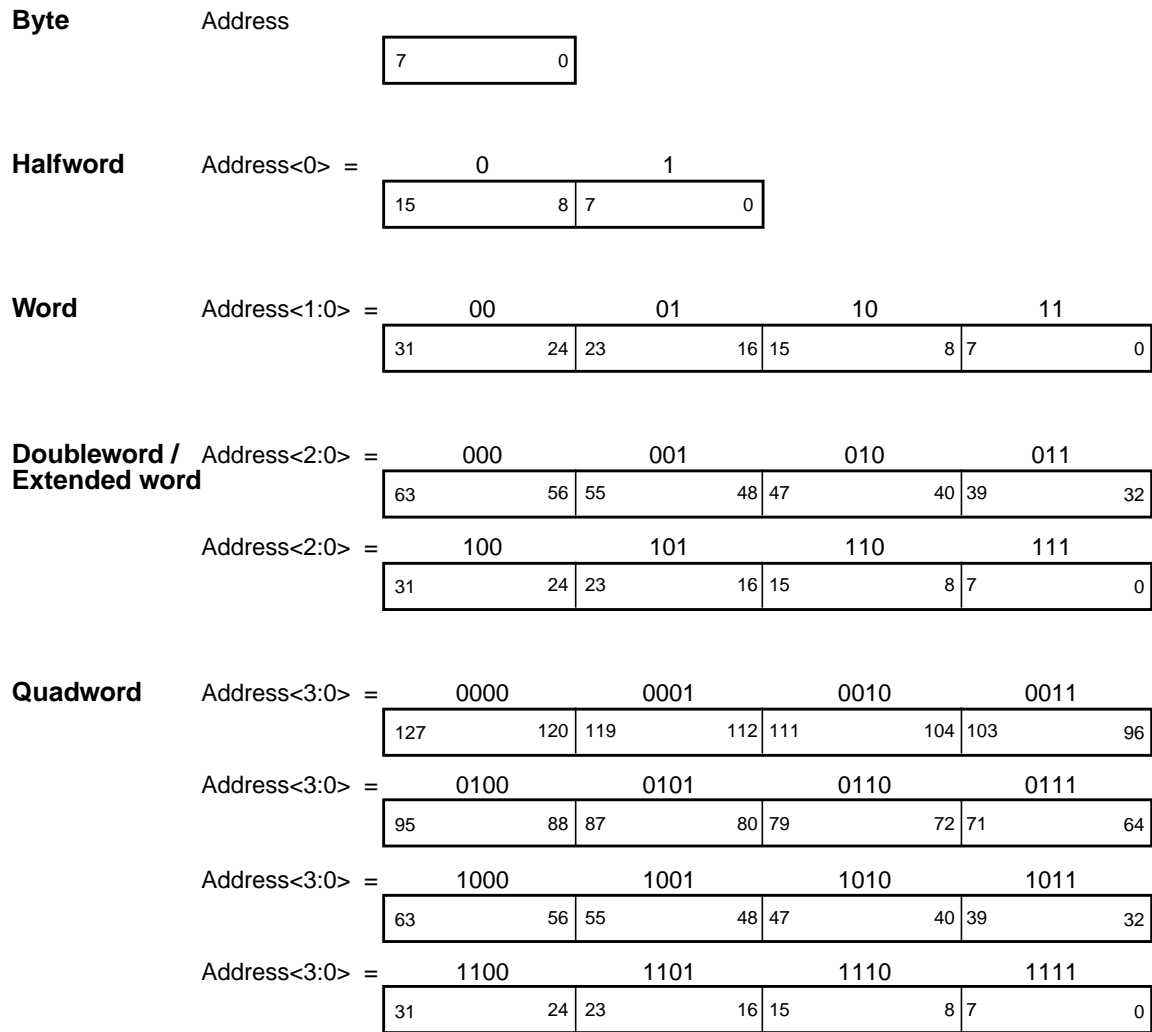 Byte Address
7 0
Halfword Address<0> = 0 1
15 8 7 0
Word Address<1:0> = 00 01 10 11
31 24 23 16 15 8 7 0
Doubleword / Address<2:0> = 000 001 010 011
Extended word
63 56 55 48 47 40 39 32
Address<2:0> = 100 101 110 111
31 24 23 16 15 8 7 0
Quadword Address<3:0> = 0000 0001 0010 0011
127 120 119 112 111 104 103 96
Address<3:0> = 0100 0101 0110 0111
95 88 87 80 79 72 71 64
Address<3:0> = 1000 1001 1010 1011
63 56 55 48 47 40 39 32
Address<3:0> = 1100 1101 1110 1111
31 24 23 16 15 8 7 0